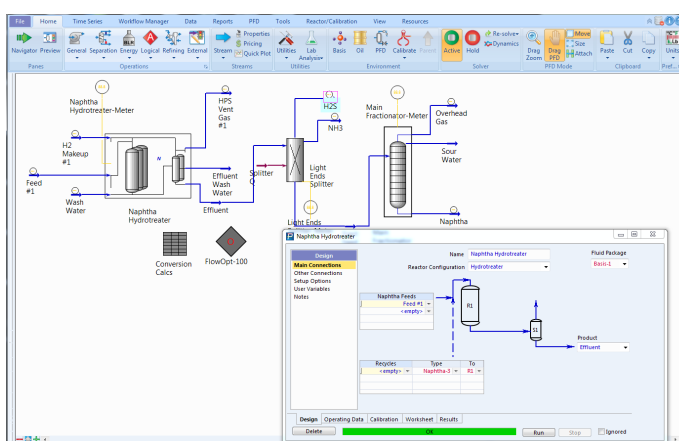 File Home Time Series Workflow Manager Data Reports PFD Tools Reactor/Calibration View Resources
Navigator Preview General Separation Energy Logical Refining External Stream Properties Pricing Quick Plot Utilities Lab Analysis Basis Oil PFD Calibrate Parent Active Hold Re-solve Dynamics Drag Zoom Drag PFD Move Size Attach Paste Cut Copy Units
Panes Operations Streams Utilities Environment Solver PFD Mode Clipboard Pref...
Naphtha
Hydrotreater-Meter
HPS
Vent
Gas
#1
H2S
NH3
Main
Fractionator-Meter
Overhead
Gas
H2
Makeup
#1
Sour
Water
Feed
#1
Wash
Water
Naphtha
Hydrotreater
Effluent
Wash
Water
Effluent
Splitter
Q
Light
Ends
Splitter
Light Ends
Naphtha
Conversion
Calcs
FlowOpt-100
Naphtha Hydrotreater
Design
Main Connections
Other Connections
Setup Options
User Variables
Notes
Name Naphtha Hydrotreater
Reactor Configuration Hydrotreater
Fluid Package
Basis-1
Naphtha Feeds
Feed #1
<empty>
R1
S1
Product
Effluent
Recycles Type To
<empty> Naphtha-3 R1
Design Operating Data Calibration Worksheet Results
Delete OK Run Stop Ignored